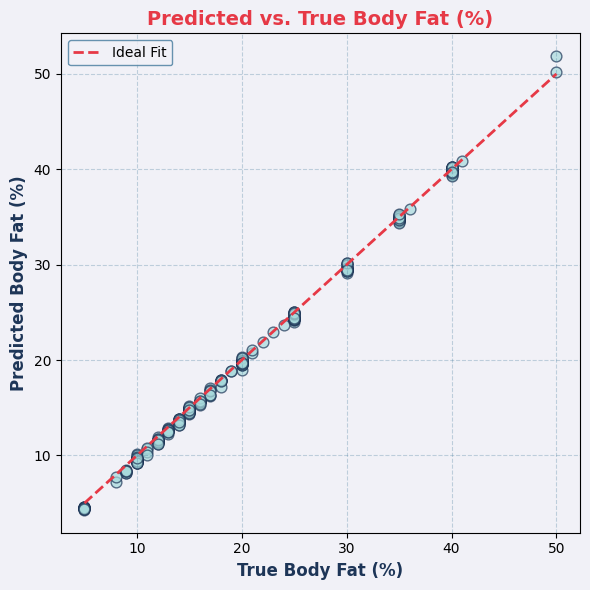 Predicted vs. True Body Fat (%)
Ideal Fit
Predicted Body Fat (%)
50
40
30
20
10
10 20 30 40 50
True Body Fat (%)